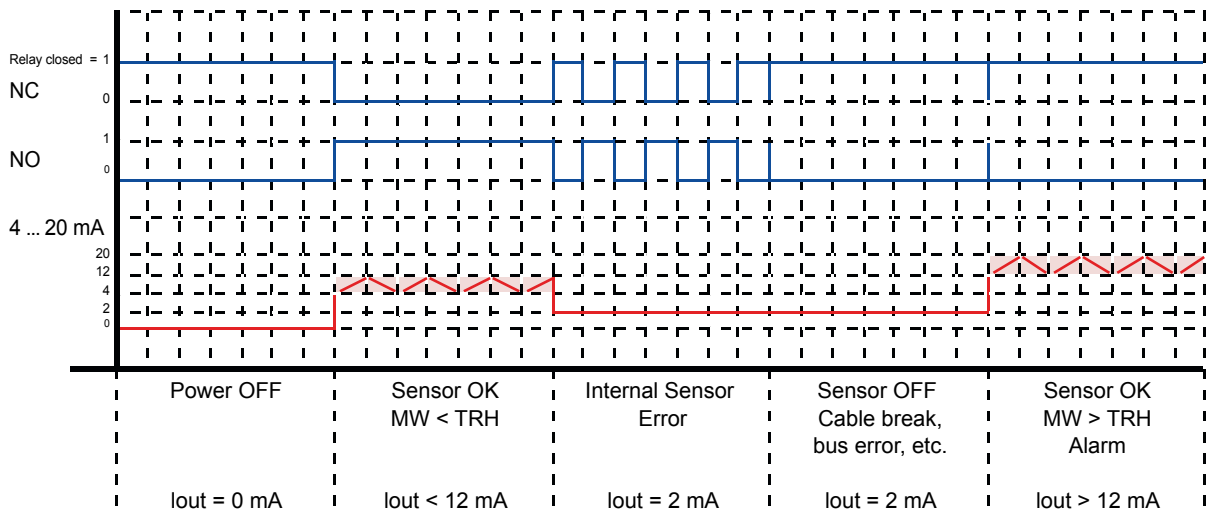 Relay closed = 1
NC
0
1
NO
0
4 ... 20 mA
20
12
4
2
0
Power OFF
Sensor OK
MW < TRH
Internal Sensor
Error
Sensor OFF
Cable break,
bus error, etc.
Sensor OK
MW > TRH
Alarm
Iout = 0 mA
Iout < 12 mA
Iout = 2 mA
Iout = 2 mA
Iout > 12 mA